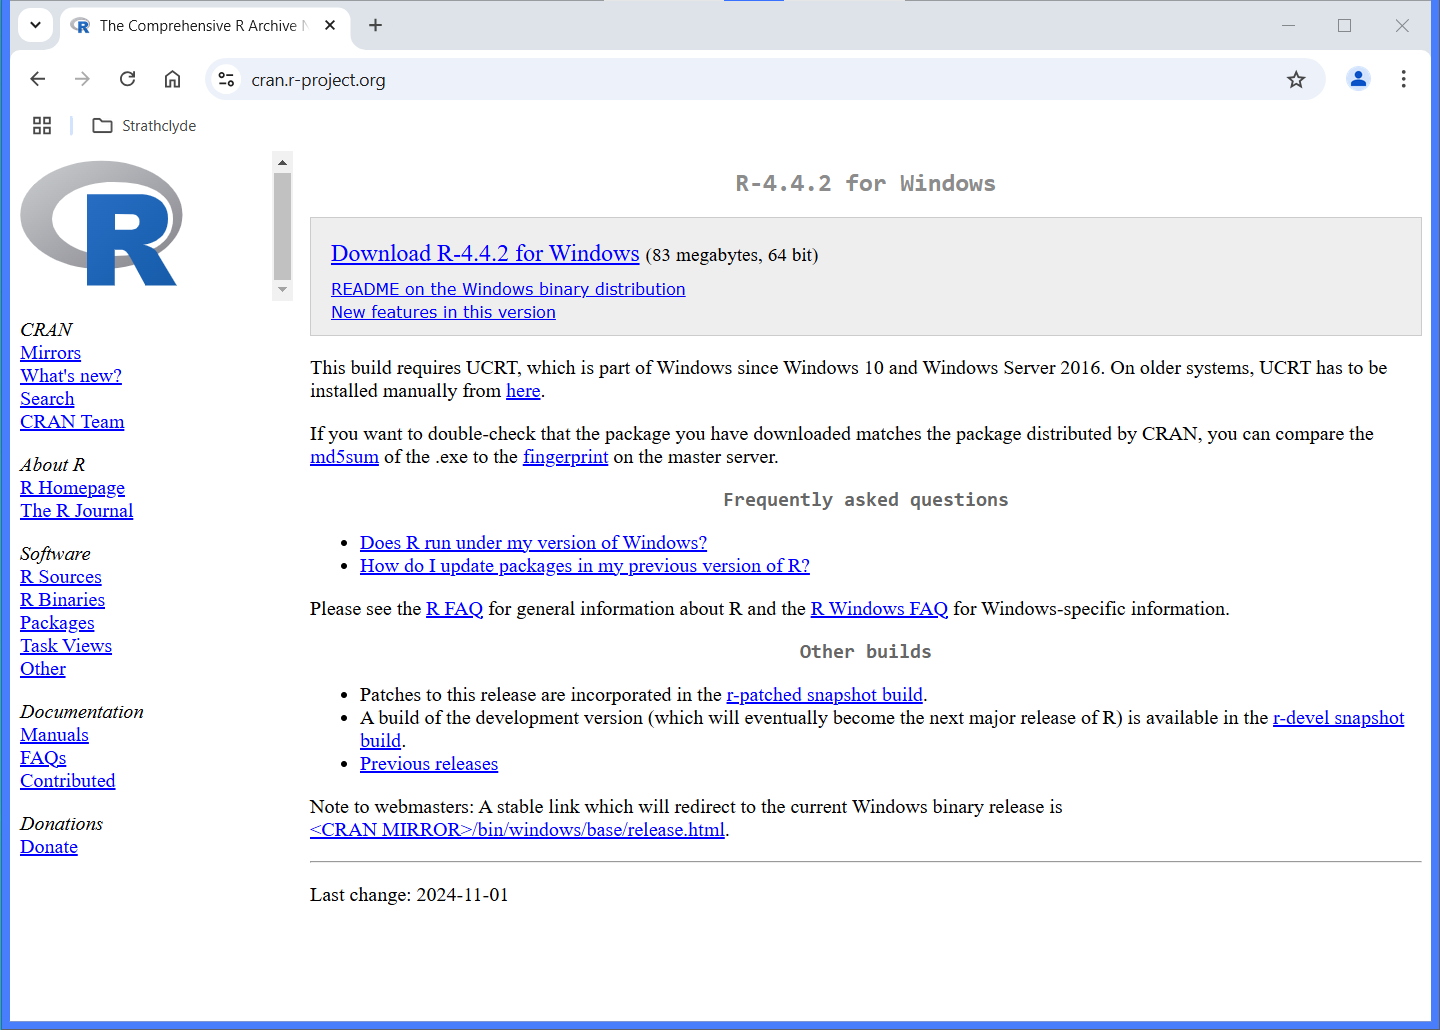 The Comprehensive R Archive N
cran.r-project.org
Strathclyde
R
CRAN
Mirrors
What's new?
Search
CRAN Team
About R
R Homepage
The R Journal
Software
R Sources
R Binaries
Packages
Task Views
Other
Documentation
Manuals
FAQs
Contributed
Donations
Donate
R-4.4.2 for Windows
Download R-4.4.2 for Windows (83 megabytes, 64 bit)
README on the Windows binary distribution
New features in this version
This build requires UCRT, which is part of Windows since Windows 10 and Windows Server 2016. On older systems, UCRT has to be
installed manually from here.
If you want to double-check that the package you have downloaded matches the package distributed by CRAN, you can compare the
md5sum of the .exe to the fingerprint on the master server.
Frequently asked questions
• Does R run under my version of Windows?
• How do I update packages in my previous version of R?
Please see the R FAQ for general information about R and the R Windows FAQ for Windows-specific information.
Other builds
• Patches to this release are incorporated in the r-patched snapshot build.
• A build of the development version (which will eventually become the next major release of R) is available in the r-devel snapshot
build.
• Previous releases
Note to webmasters: A stable link which will redirect to the current Windows binary release is
<CRAN MIRROR>/bin/windows/base/release.html.
Last change: 2024-11-01